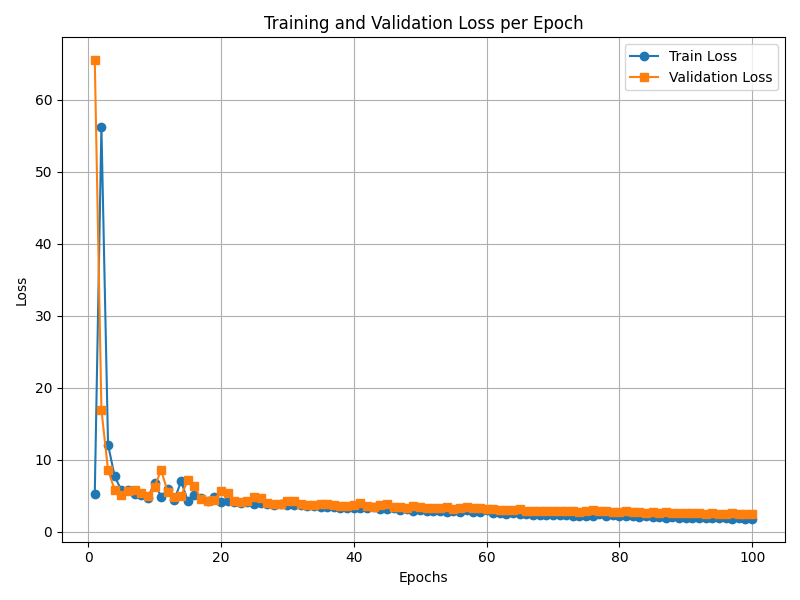 Training and Validation Loss per Epoch
Train Loss
Validation Loss
Loss
60
50
40
30
20
10
0
0 20 40 60 80 100
Epochs